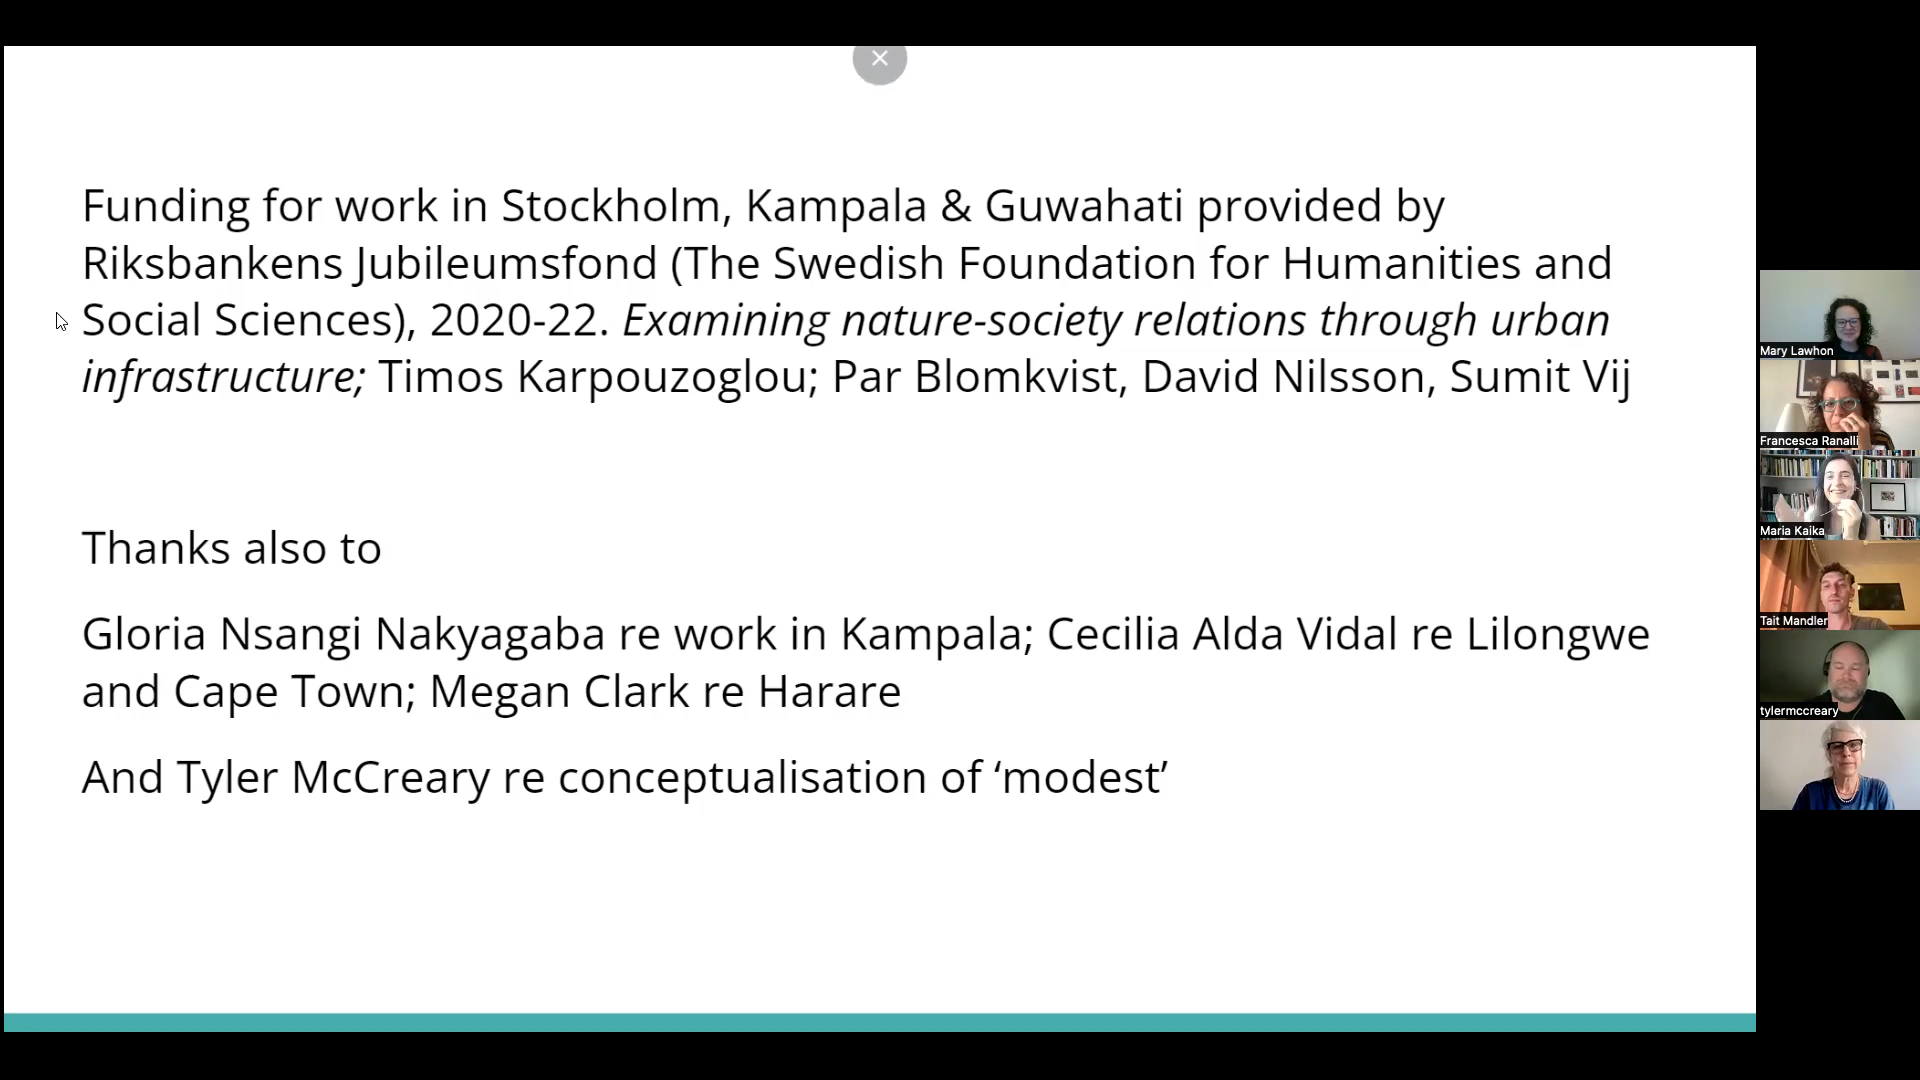 Funding for work in Stockholm, Kampala & Guwahati provided by
Riksbankens Jubileumsfond (The Swedish Foundation for Humanities and
Social Sciences), 2020-22. Examining nature-society relations through urban
infrastructure; Timos Karpouzoglou; Par Blomkvist, David Nilsson, Sumit Vij
Thanks also to
Gloria Nsangi Nakyagaba re work in Kampala; Cecilia Alda Vidal re Lilongwe
and Cape Town; Megan Clark re Harare
And Tyler McCreary re conceptualisation of ‘modest’
Mary Lawhon
Francesca Ranalli
Maria Kaika
Tait Mandler
tylermccreary